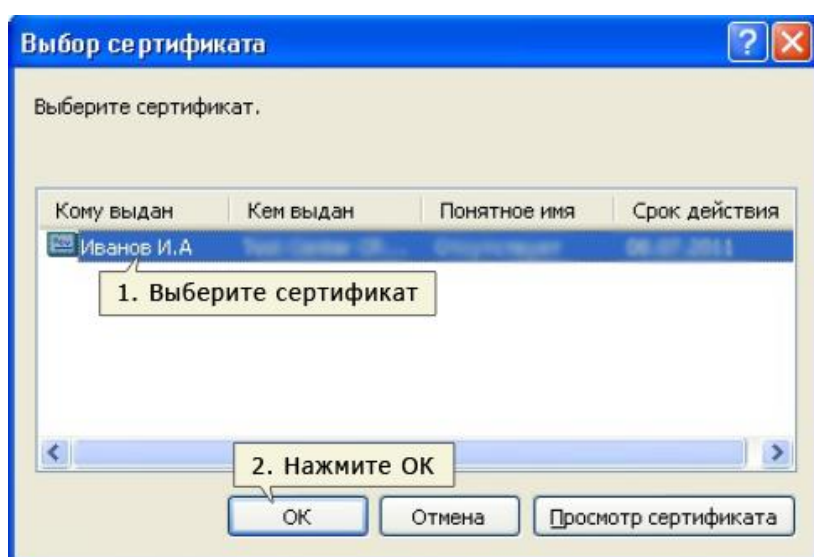 Выбор сертификата
Выберите сертификат.
Кому выдан Кем выдан Понятное имя Срок действия
Иванов И.А
1. Выберите сертификат
2. Нажмите ОК
ОК Отмена Просмотр сертификата